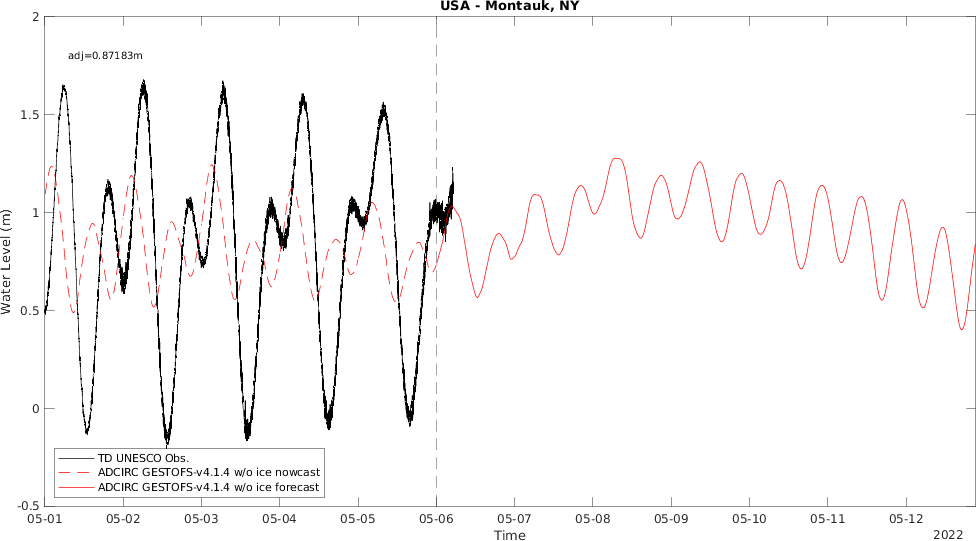 USA - Montauk, NY
2
adj=0.87183m
1.5
1
Water Level (m)
0.5
0
TD UNESCO Obs.
ADCIRC GESTOFS-v4.1.4 w/o ice nowcast
ADCIRC GESTOFS-v4.1.4 w/o ice forecast
-0.5
05-01 05-02 05-03 05-04 05-05 05-06 05-07 05-08 05-09 05-10 05-11 05-12
Time
2022